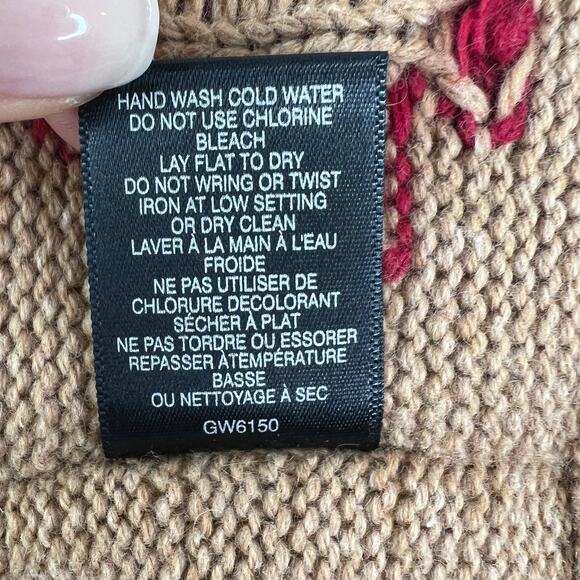 HAND WASH COLD WATER
DO NOT USE CHLORINE
BLEACH
LAY FLAT TO DRY
DO NOT WRING OR TWIST
IRON AT LOW SETTING
OR DRY CLEAN
LAVER À LA MAIN À L'EAU
FROIDE
NE PAS UTILISER DE
CHLORURE DECOLORANT
SÉCHER À PLAT
NE PAS TORDRE OU ESSORER
REPASSER ÀTEMPÉRATURE
BASSE
OU NETTOYAGE À SEC
GW6150